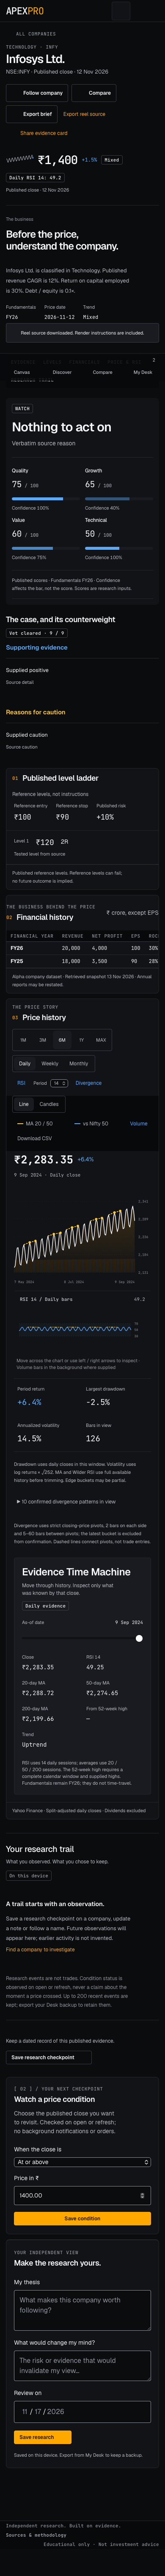 APEXPRO
ALL COMPANIES
TECHNOLOGY · INFY
Infosys Ltd.
NSE:INFY · Published close · 12 Nov 2026
Follow company
Compare
Export brief
Export reel source
Share evidence card
₹1,400 +1.5% Mixed
Daily RSI 14: 49.2
Published close · 12 Nov 2026
The business
Before the price,
understand the company.
Infosys Ltd. is classified in Technology. Published
revenue CAGR is 12%. Return on capital employed
is 30%. Debt / equity is 0.1x.
Fundamentals Price date Trend
FY26 2026-11-12 Mixed
Reel source downloaded. Render instructions are included.
2
Canvas Discover Compare My Desk
WATCH
Nothing to act on
Verbatim source reason
Quality Growth
75 / 100 65 / 100
Confidence 100% Confidence 40%
Value Technical
60 / 100 50 / 100
Confidence 75% Confidence 100%
Published scores · Fundamentals FY26 · Confidence
affects the bar, not the score. Scores are research inputs.
The case, and its counterweight
Vet cleared · 9 / 9
Supporting evidence
Supplied positive
Source detail
Reasons for caution
Supplied caution
Source caution
01 Published level ladder
Reference levels, not instructions
Reference entry Reference stop Published risk
₹100 ₹90 +10%
Level 1 ₹120 2R
Tested level from source
Published reference levels. Reference levels can fail;
no future outcome is implied.
THE BUSINESS BEHIND THE PRICE
02 Financial history ₹ crore, except EPS
FINANCIAL YEAR REVENUE NET PROFIT EPS
FY26 20,000 4,000 100 30%
FY25 18,000 3,500 90 28%
Alpha company dataset · Retrieved snapshot 13 Nov 2026 · Annual
reports may be restated.
THE PRICE STORY
03 Price history
1M 3M 6M 1Y MAX
Daily Weekly Monthly
RSI Period 14 Divergence
Line Candles
MA 20 / 50 vs Nifty 50 Volume
Download CSV
₹2,283.35 +6.4%
9 Sep 2024 · Daily close
RSI 14 / Daily bars 49.2
Move across the chart or use left / right arrows to inspect ·
Volume bars in the background where supplied
Period return Largest drawdown
+6.4% -2.5%
Annualized volatility Bars in view
14.5% 126
Drawdown uses daily closes in this window. Volatility uses
log returns × √252. MA and Wilder RSI use full available
history before trimming. Edge buckets may be partial.
▶ 10 confirmed divergence patterns in view
Divergence uses strict closing-price pivots, 2 bars on each side
and 5–60 bars between pivots; the latest bucket is excluded
from confirmation. Dashed lines connect pivots, not trade entries.
Evidence Time Machine
Move through history. Inspect only what
was known by that close.
Daily evidence
As-of date 9 Sep 2024
Close RSI 14
₹2,283.35 49.25
20-day MA 50-day MA
₹2,288.72 ₹2,274.65
200-day MA From 52-week high
₹2,199.66 —
Trend
Uptrend
RSI uses 14 daily sessions; averages use 20 /
50 / 200 sessions. The 52-week high requires a
complete calendar window and supplied highs.
Fundamentals remain FY26; they do not time-travel.
Yahoo Finance · Split-adjusted daily closes · Dividends excluded
Your research trail
What you observed. What you chose to keep.
On this device
A trail starts with an observation.
Save a research checkpoint on a company, update
a thesis or follow a name. Future observations will
appear here; earlier activity is not invented.
Find a company to investigate
Research events are not trades. Condition status is
observed on open or refresh, never a claim about the
moment a price crossed. Up to 200 recent events are
kept; export your Desk backup to retain them.
Keep a dated record of this published evidence.
Save research checkpoint
[ 02 ] / YOUR NEXT CHECKPOINT
Watch a price condition
Choose the published close you want
to revisit. Checked on open or refresh;
no background notifications or orders.
When the close is
At or above
Price in ₹
1400.00
Save condition
YOUR INDEPENDENT VIEW
Make the research yours.
My thesis
What makes this company worth
following?
What would change my mind?
The risk or evidence that would
invalidate my view...
Review on
11 / 17 / 2026
Save research
Saved on this device. Export from My Desk to keep a backup.
Independent research. Built on evidence.
Sources & methodology
Educational only · Not investment advice